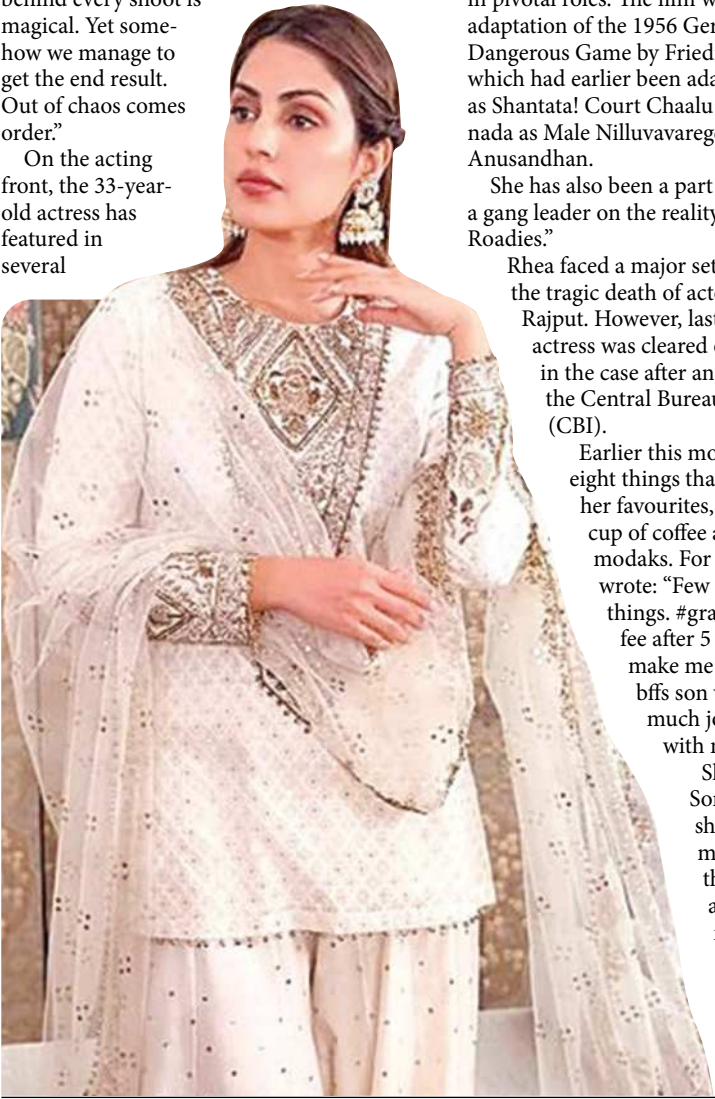 behind every shoot is
magical. Yet some-
how we manage to
get the end result.
Out of chaos comes
order.”
On the acting
front, the 33-year-
old actress has
featured in
several
in pivotal roles. The film w
adaptation of the 1956 Ger
Dangerous Game by Fried
which had earlier been ada
as Shantata! Court Chaalu
nada as Male Nilluvavareg
Anusandhan.
She has also been a part
a gang leader on the reality
Roadies.”
Rhea faced a major set
the tragic death of acto
Rajput. However, last
actress was cleared
in the case after an
the Central Bureau
(CBI).
Earlier this mo
eight things tha
her favourites,
cup of coffee a
modaks. For
wrote: “Few
things. #gra
fee after 5
make me
bffs son
much jo
with
Sh
Son
sh
m
th
a